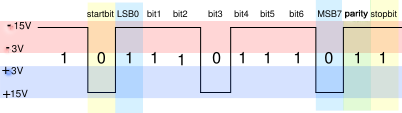 startbit LSB0 bit1 bit2 bit3 bit4 bit5 bit6 MSB7 parity stopbit
-15V
-3V
1 0 1 1 1 0 1 1 1 0 1 1
+3V
+15V